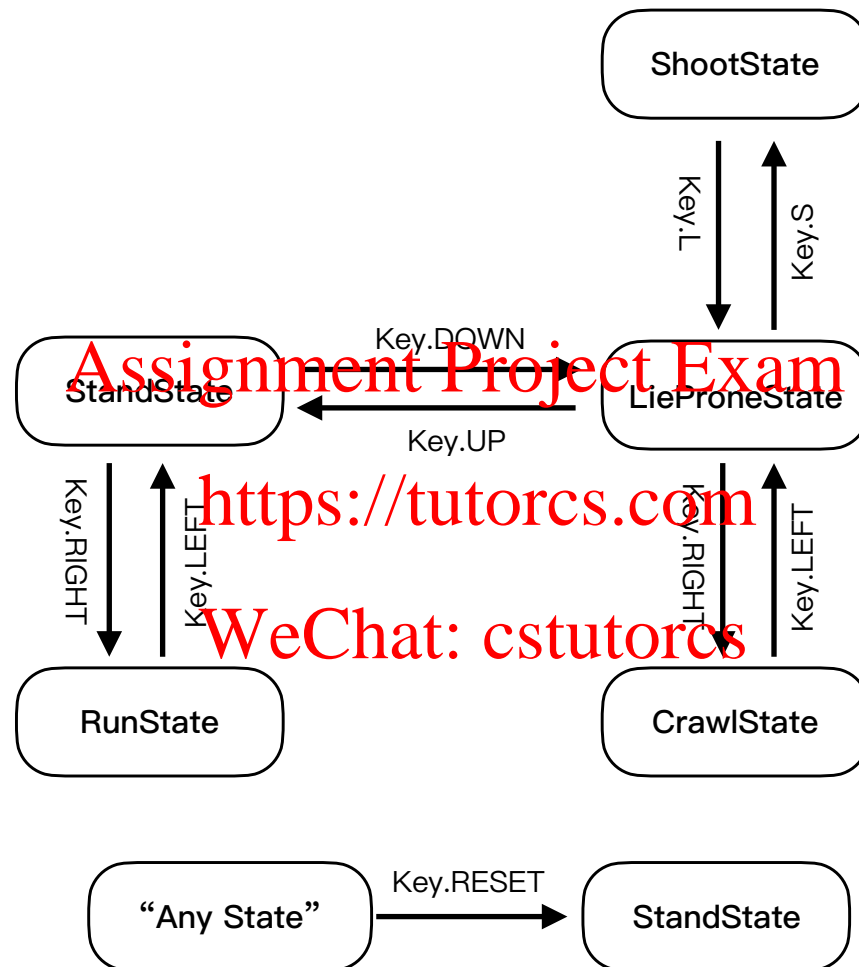 ShootState
Key.L
Key.S
Key.DOWN
Assignment Project Exam
StandState
LieProneState
Key.UP
https://tutorcs.com
Key.RIGHT
Key.LEFT
Key.RIGHT
Key.LEFT
WeChat: cstutorcs
RunState
CrawlState
Key.RESET
“Any State”
StandState